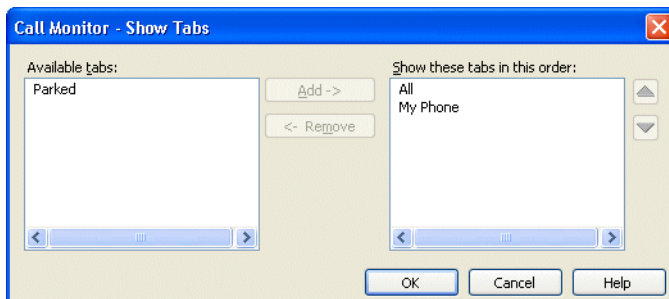 Call Monitor - Show Tabs
Available tabs:
Parked
Add ->
<- Remove
Show these tabs in this order:
All
My Phone
OK
Cancel
Help